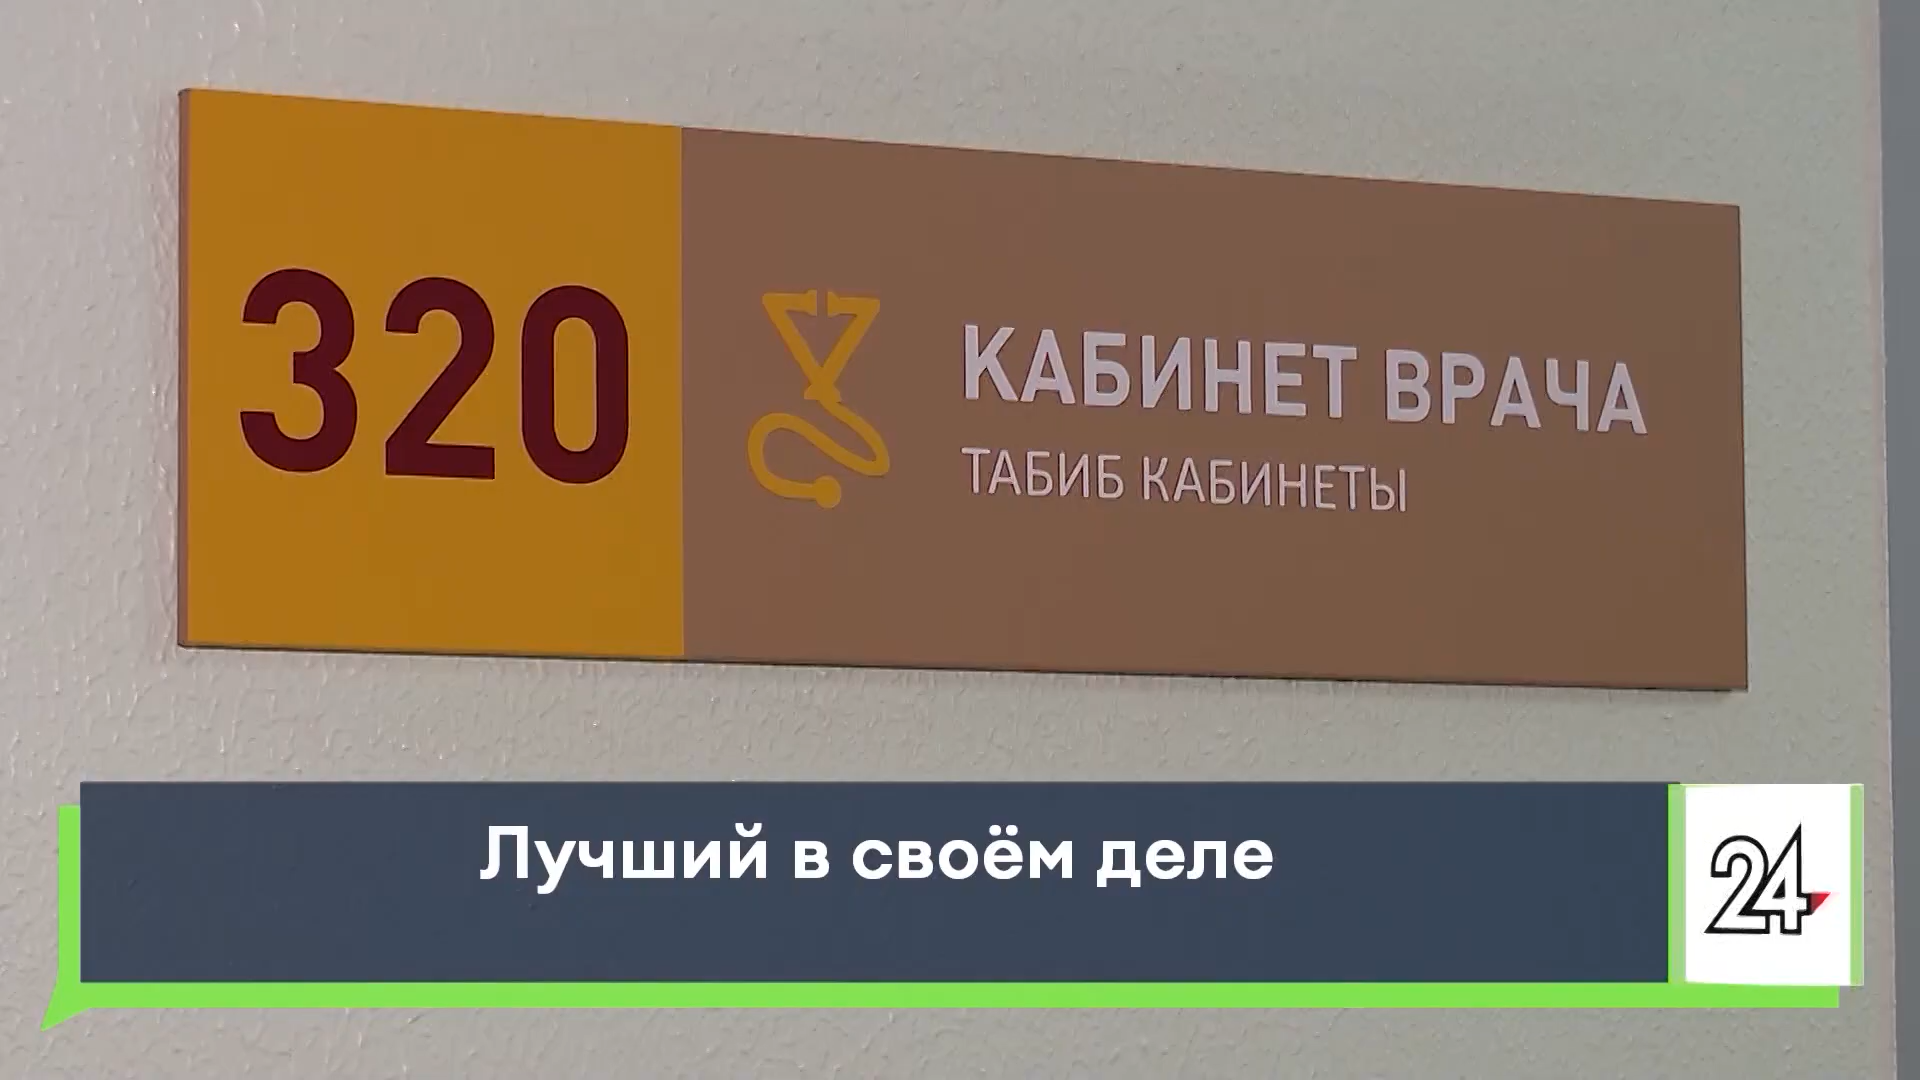 320
КАБИНЕТ ВРАЧА
ТАБИБ КАБИНЕТЫ
Лучший в своём деле
24